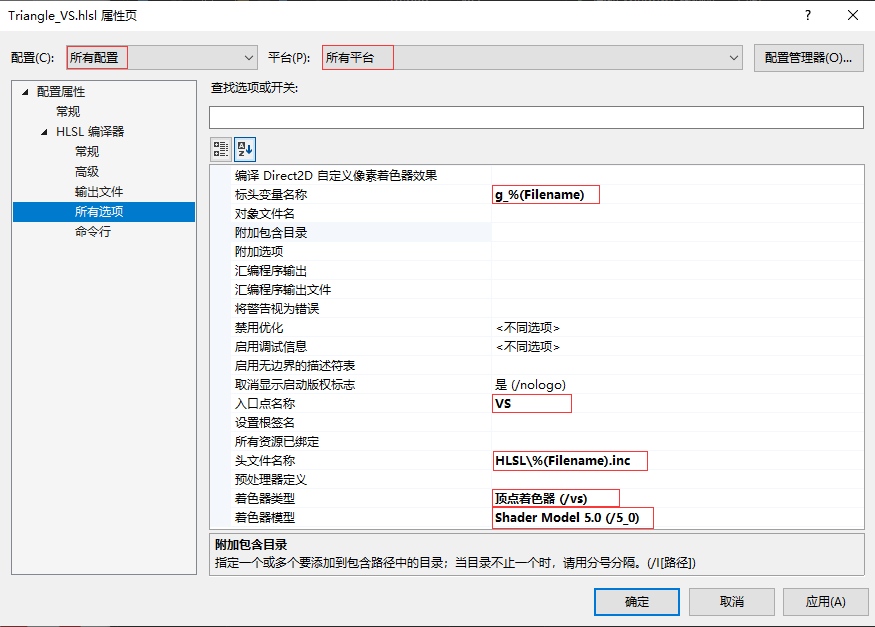 Triangle_VS.hlsl 属性页
配置(C): 所有配置 平台(P): 所有平台 配置管理器(O)...
配置属性
常规
HLSL 编译器
常规
高级
输出文件
所有选项
命令行
查找选项或开关:
编译 Direct2D 自定义像素着色器效果
标头变量名称 g_%(Filename)
对象文件名
附加包含目录
附加选项
汇编程序输出
汇编程序输出文件
将警告视为错误
禁用优化 <不同选项>
启用调试信息 <不同选项>
启用无边界的描述符表
取消显示启动版权标志 是 (/nologo)
入口点名称 VS
设置根签名
所有资源已绑定
头文件名称 HLSL\%(Filename).inc
预处理器定义
着色器类型 顶点着色器 (/vs)
着色器模型 Shader Model 5.0 (/5_0)
附加包含目录
指定一个或多个要添加到包含路径中的目录；当目录不止一个时，请用分号分隔。(/I[路径])
确定 取消 应用(A)